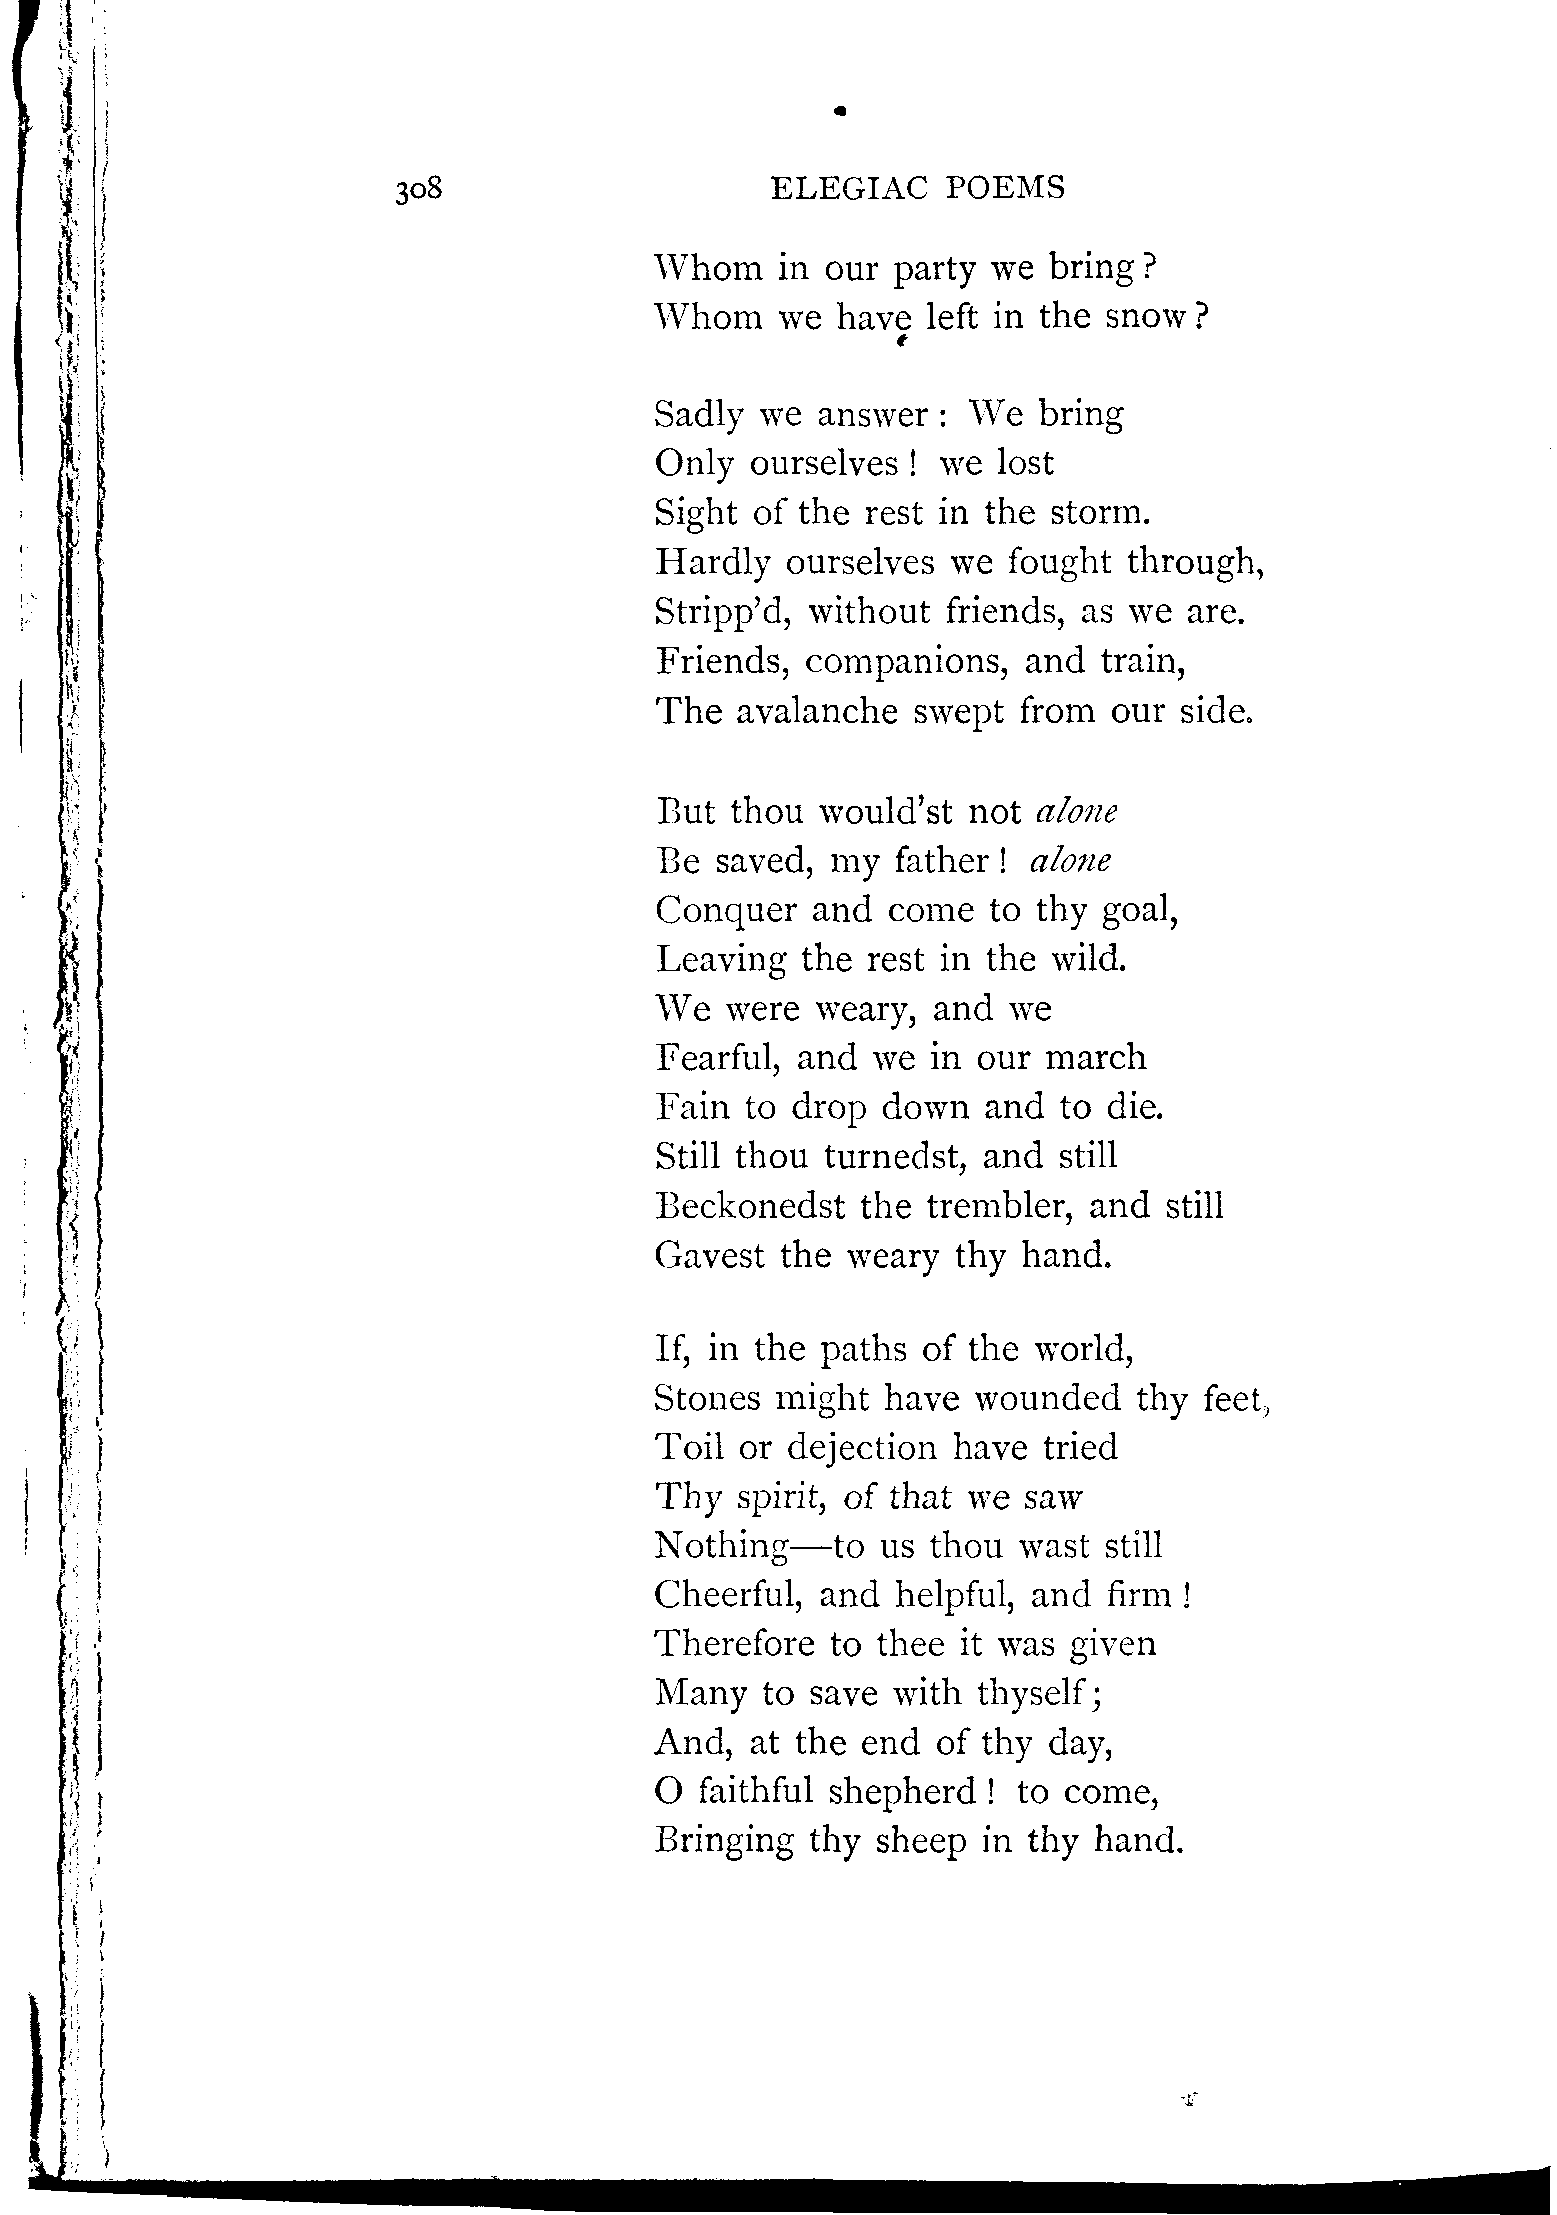 308 ELEGIAC POEMS
Whom in our party we bring?
Whom we have left in the snow?
Sadly we answer: We bring
Only ourselves! we lost
Sight of the rest in the storm.
Hardly ourselves we fought through,
Stripp'd, without friends, as we are.
Friends, companions, and train,
The avalanche swept from our side.
But thou would'st not alone
Be saved, my father! alone
Conquer and come to thy goal,
Leaving the rest in the wild.
We were weary, and we
Fearful, and we in our march
Fain to drop down and to die.
Still thou turnedst, and still
Beckonedst the trembler, and still
Gavest the weary thy hand.
If, in the paths of the world,
Stones might have wounded thy feet,
Toil or dejection have tried
Thy spirit, of that we saw
Nothing—to us thou wast still
Cheerful, and helpful, and firm!
Therefore to thee it was given
Many to save with thyself;
And, at the end of thy day,
O faithful shepherd! to come,
Bringing thy sheep in thy hand.